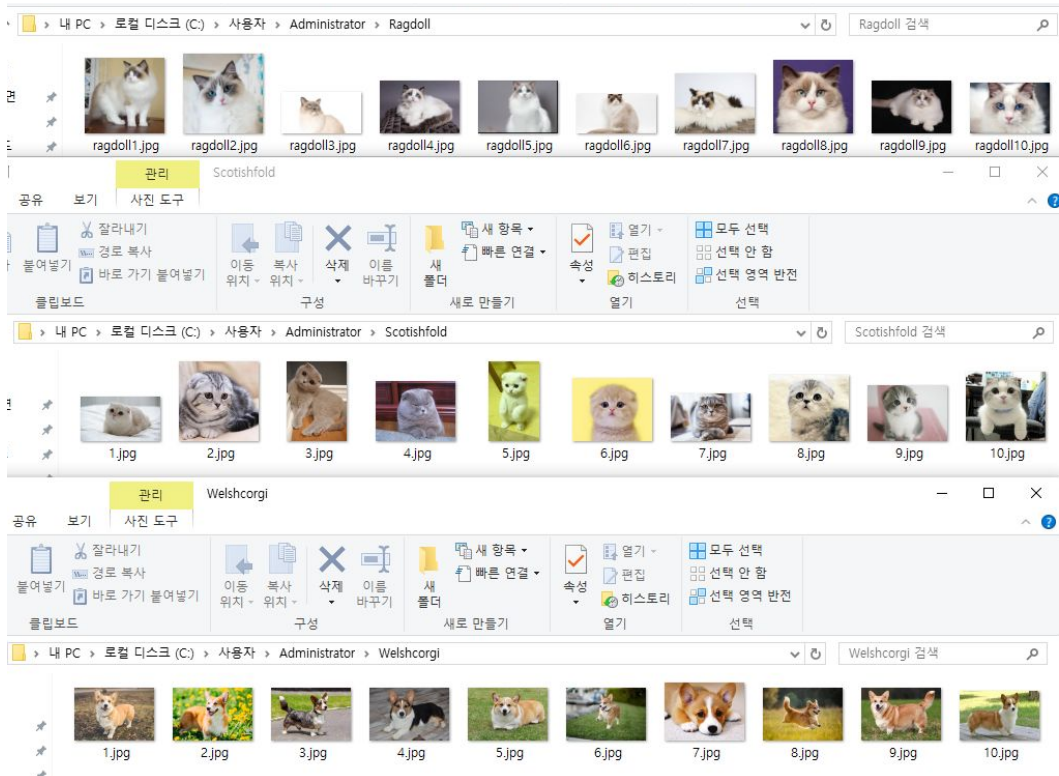 내 PC > 로컬 디스크 (C:) > 사용자 > Administrator > Ragdoll
Ragdoll 검색
ragdoll1.jpg ragdoll2.jpg ragdoll3.jpg ragdoll4.jpg ragdoll5.jpg ragdoll6.jpg ragdoll7.jpg ragdoll8.jpg ragdoll9.jpg ragdoll10.jpg
관리 Scotishfold
공유 보기 사진 도구
붙여넣기
잘라내기
경로 복사
바로 가기 붙여넣기
클립보드
이동 위치
복사 위치
삭제
이름 바꾸기
구성
새 폴더
새 항목
빠른 연결
새로 만들기
속성
열기
편집
히스토리
열기
모두 선택
선택 안 함
선택 영역 반전
선택
내 PC > 로컬 디스크 (C:) > 사용자 > Administrator > Scotishfold
Scotishfold 검색
1.jpg 2.jpg 3.jpg 4.jpg 5.jpg 6.jpg 7.jpg 8.jpg 9.jpg 10.jpg
관리 Welshcorgi
공유 보기 사진 도구
붙여넣기
잘라내기
경로 복사
바로 가기 붙여넣기
클립보드
이동 위치
복사 위치
삭제
이름 바꾸기
구성
새 폴더
새 항목
빠른 연결
새로 만들기
속성
열기
편집
히스토리
열기
모두 선택
선택 안 함
선택 영역 반전
선택
내 PC > 로컬 디스크 (C:) > 사용자 > Administrator > Welshcorgi
Welshcorgi 검색
1.jpg 2.jpg 3.jpg 4.jpg 5.jpg 6.jpg 7.jpg 8.jpg 9.jpg 10.jpg